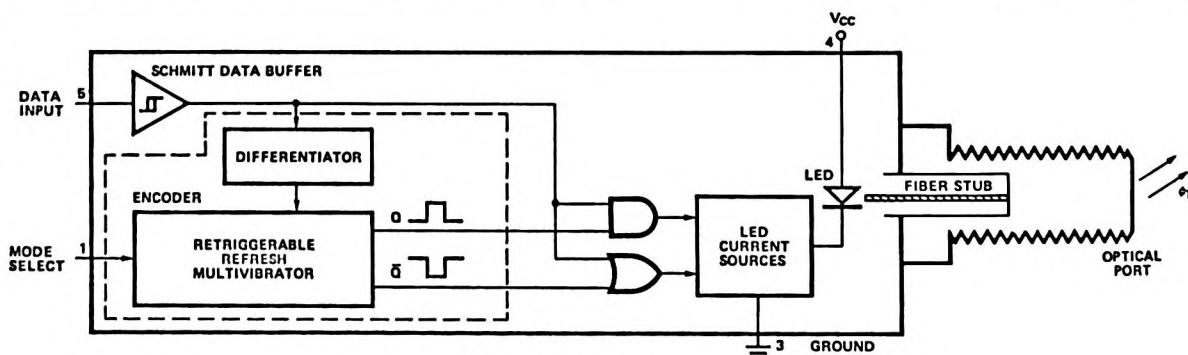 VCC
4
SCHMITT DATA BUFFER
DATA
INPUT
5
DIFFERENTIATOR
LED
FIBER STUB
ENCODER
Q
MODE
SELECT
1
RETRIGGERABLE
REFRESH
MULTIVIBRATOR
Q̄
LED
CURRENT
SOURCES
OPTICAL
PORT
3 GROUND